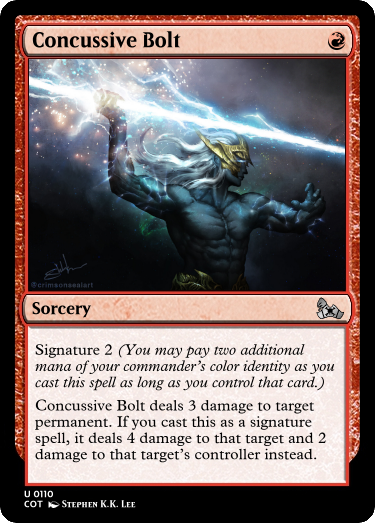 Concussive Bolt
@crimsonsealart
Sorcery
Signature 2 (You may pay two additional
mana of your commander's color identity as you
cast this spell as long as you control that card.)
Concussive Bolt deals 3 damage to target
permanent. If you cast this as a signature
spell, it deals 4 damage to that target and 2
damage to that target's controller instead.
U 0110
COT Stephen K.K. Lee